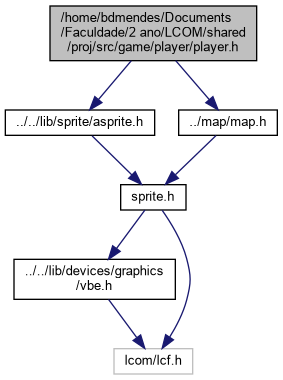 /home/bdmendes/Documents
/Faculdade/2 ano/LCOM/shared
/proj/src/game/player/player.h
../../lib/sprite/asprite.h
../map/map.h
sprite.h
../../lib/devices/graphics
/vbe.h
lcom/lcf.h